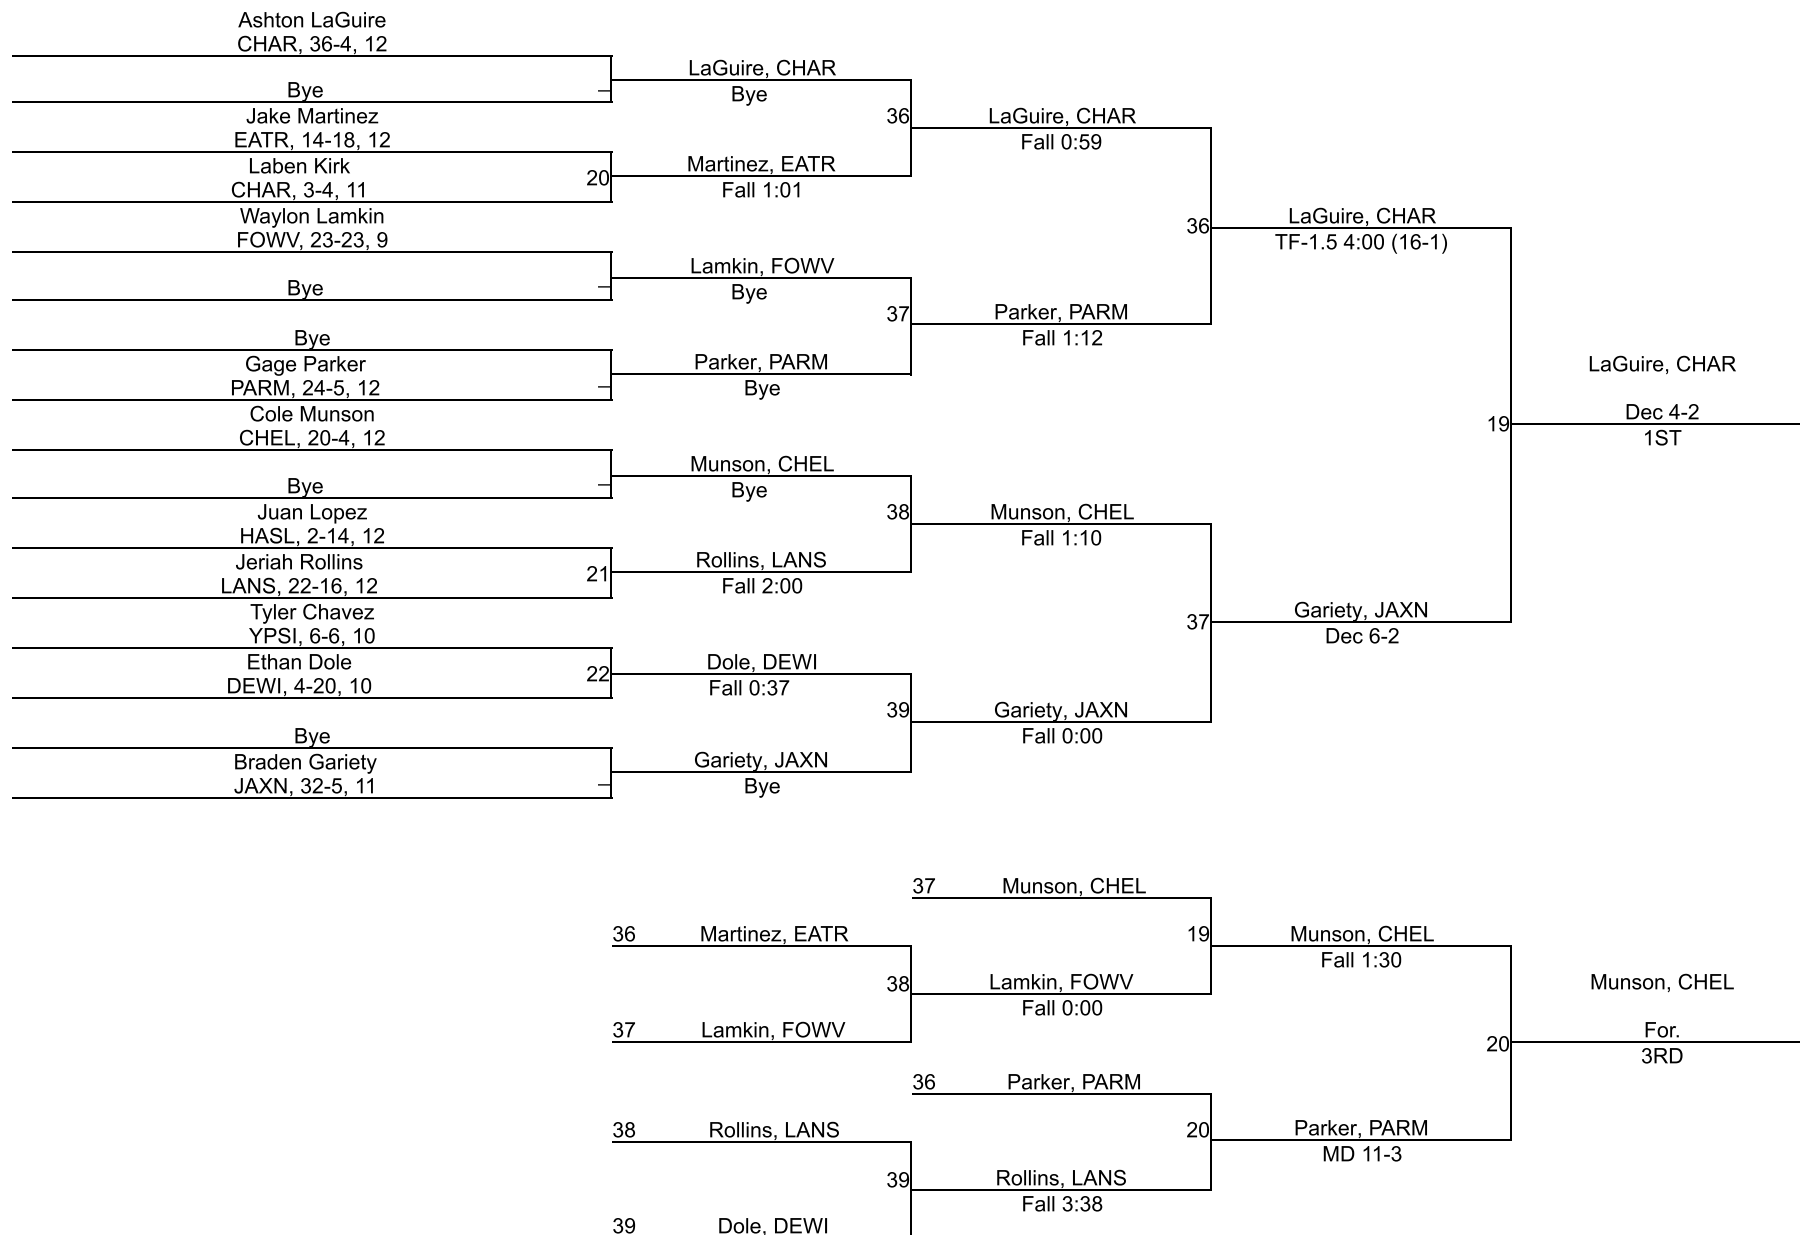 Ashton LaGuire
CHAR, 36-4, 12
Bye
Jake Martinez
EATR, 14-18, 12
Laben Kirk
CHAR, 3-4, 11
20
Waylon Lamkin
FOWV, 23-23, 9
Bye
Bye
Gage Parker
PARM, 24-5, 12
Cole Munson
CHEL, 20-4, 12
Bye
Juan Lopez
HASL, 2-14, 12
Jeriah Rollins
LANS, 22-16, 12
21
Tyler Chavez
YPSI, 6-6, 10
Ethan Dole
DEWI, 4-20, 10
22
Bye
Braden Gariety
JAXN, 32-5, 11
LaGuire, CHAR
Bye
36
Martinez, EATR
Fall 1:01
Lamkin, FOWV
Bye
37
Parker, PARM
Bye
Munson, CHEL
Bye
38
Rollins, LANS
Fall 2:00
Dole, DEWI
Fall 0:37
39
Gariety, JAXN
Bye
LaGuire, CHAR
Fall 0:59
36
Parker, PARM
Fall 1:12
Munson, CHEL
Fall 1:10
37
Gariety, JAXN
Fall 0:00
LaGuire, CHAR
TF-1.5 4:00 (16-1)
19
Gariety, JAXN
Dec 6-2
LaGuire, CHAR
Dec 4-2
1ST
37 Munson, CHEL
36 Martinez, EATR
38
37 Lamkin, FOWV
Lamkin, FOWV
Fall 0:00
19
36 Parker, PARM
38 Rollins, LANS
39
39 Dole, DEWI
Rollins, LANS
Fall 3:38
20
Munson, CHEL
Fall 1:30
20
Parker, PARM
MD 11-3
Munson, CHEL
For.
3RD